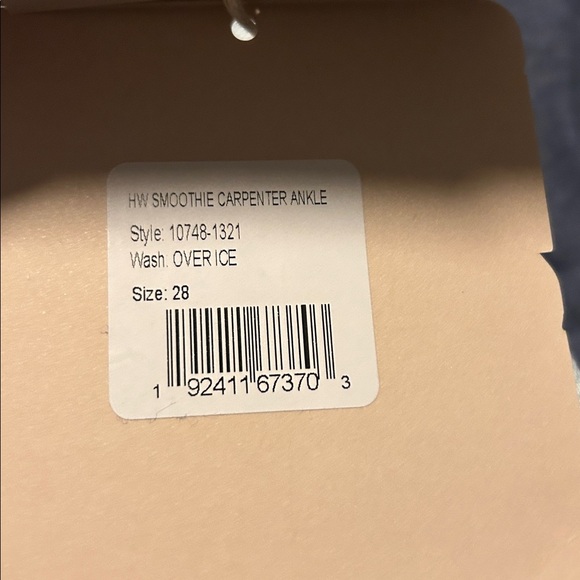 HW SMOOTHIE CARPENTER ANKLE
Style: 10748-1321
Wash: OVER ICE
Size: 28
1 92411 67370 3